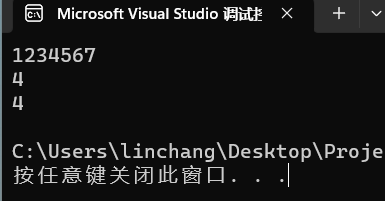 Microsoft Visual Studio 调试
1234567
4
4
C:\Users\linchang\Desktop\Proje
按任意键关闭此窗口. . .